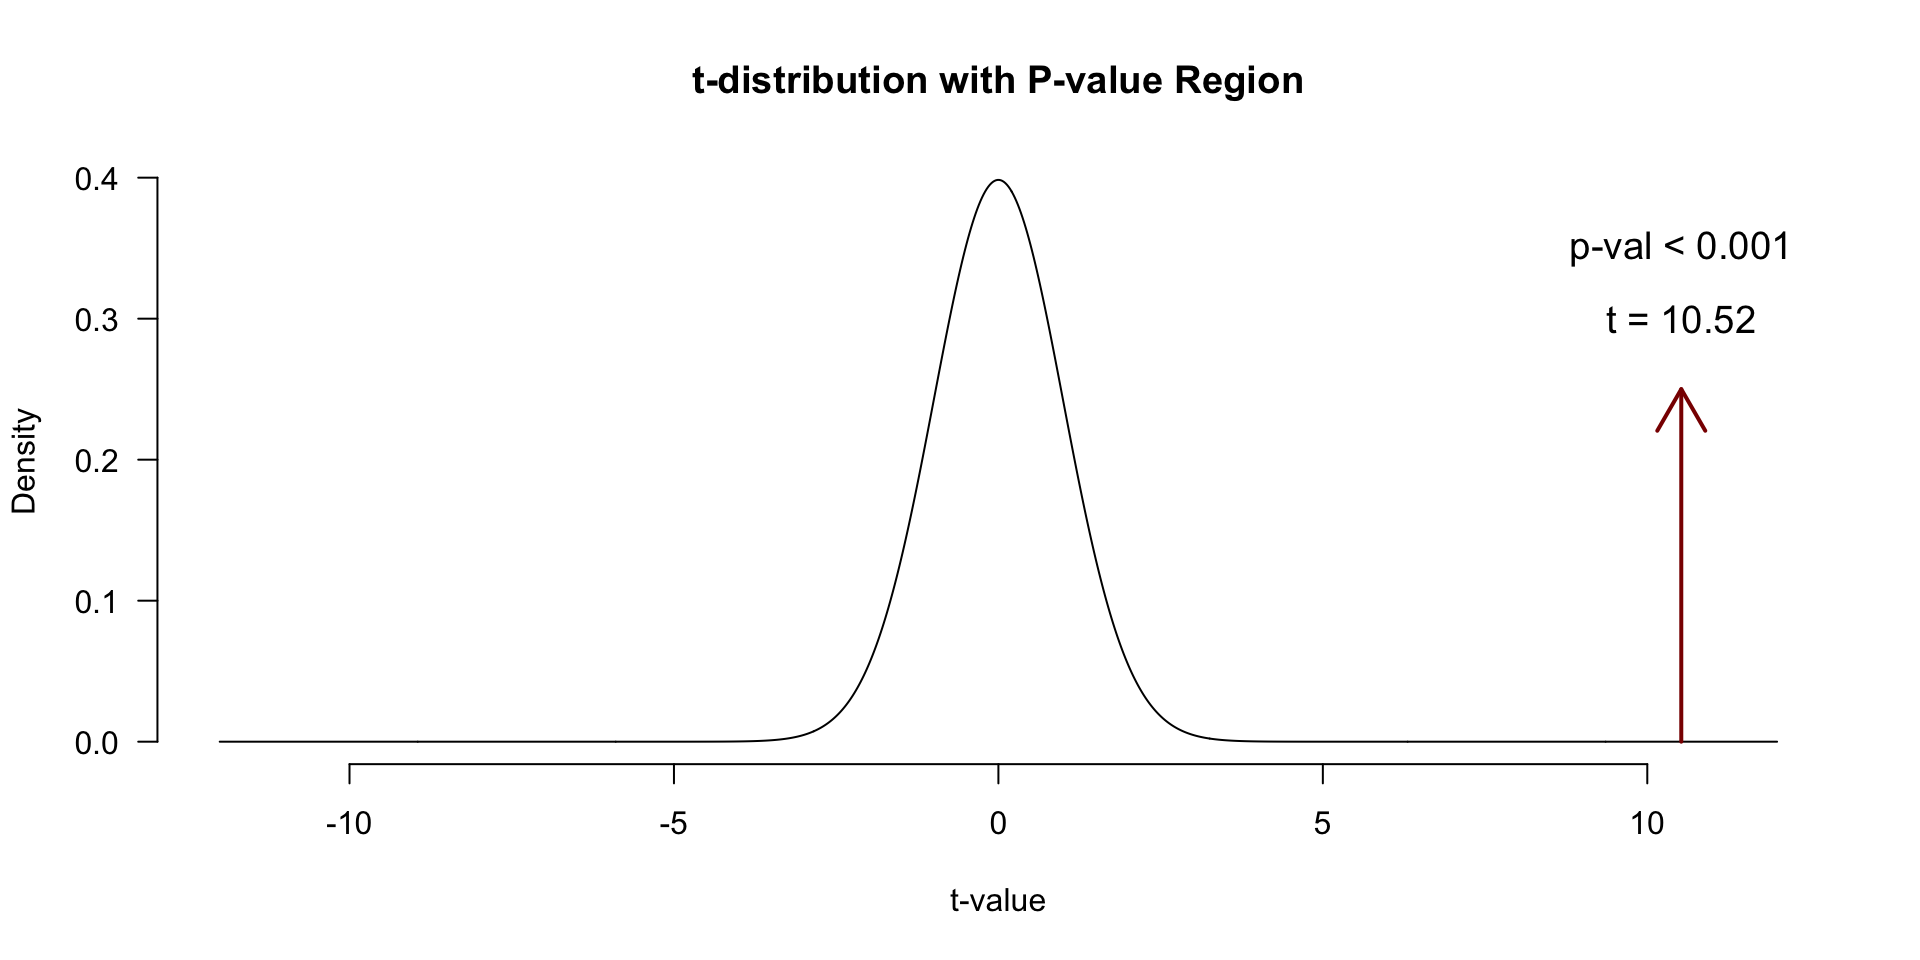 t-distribution with P-value Region
p-val < 0.001
t = 10.52
Density
0.4
0.3
0.2
0.1
0.0
-10
-5
0
5
10
t-value